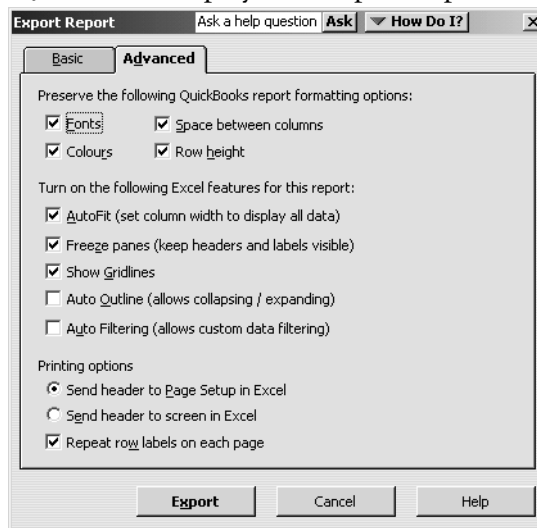 Export Report Ask a help question Ask How Do I? X
Basic Advanced
Preserve the following QuickBooks report formatting options:
Fonts Space between columns
Colours Row height
Turn on the following Excel features for this report:
AutoFit (set column width to display all data)
Freeze panes (keep headers and labels visible)
Show Gridlines
Auto Outline (allows collapsing / expanding)
Auto Filtering (allows custom data filtering)
Printing options
Send header to Page Setup in Excel
Send header to screen in Excel
Repeat row labels on each page
Export Cancel Help